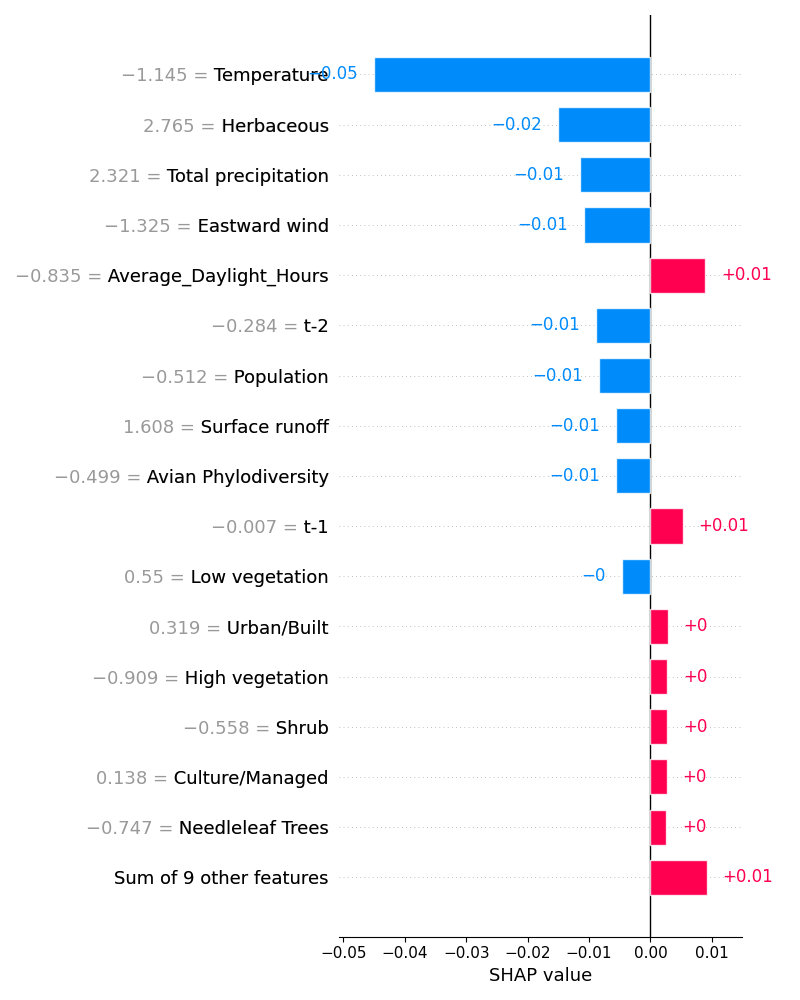 −1.145 = Temperature −0.05
2.765 = Herbaceous −0.02
2.321 = Total precipitation −0.01
−1.325 = Eastward wind −0.01
−0.835 = Average_Daylight_Hours +0.01
−0.284 = t-2 −0.01
−0.512 = Population −0.01
1.608 = Surface runoff −0.01
−0.499 = Avian Phylodiversity −0.01
−0.007 = t-1 +0.01
0.55 = Low vegetation −0
0.319 = Urban/Built +0
−0.909 = High vegetation +0
−0.558 = Shrub +0
0.138 = Culture/Managed +0
−0.747 = Needleleaf Trees +0
Sum of 9 other features +0.01
−0.05 −0.04 −0.03 −0.02 −0.01 0.00 0.01
SHAP value